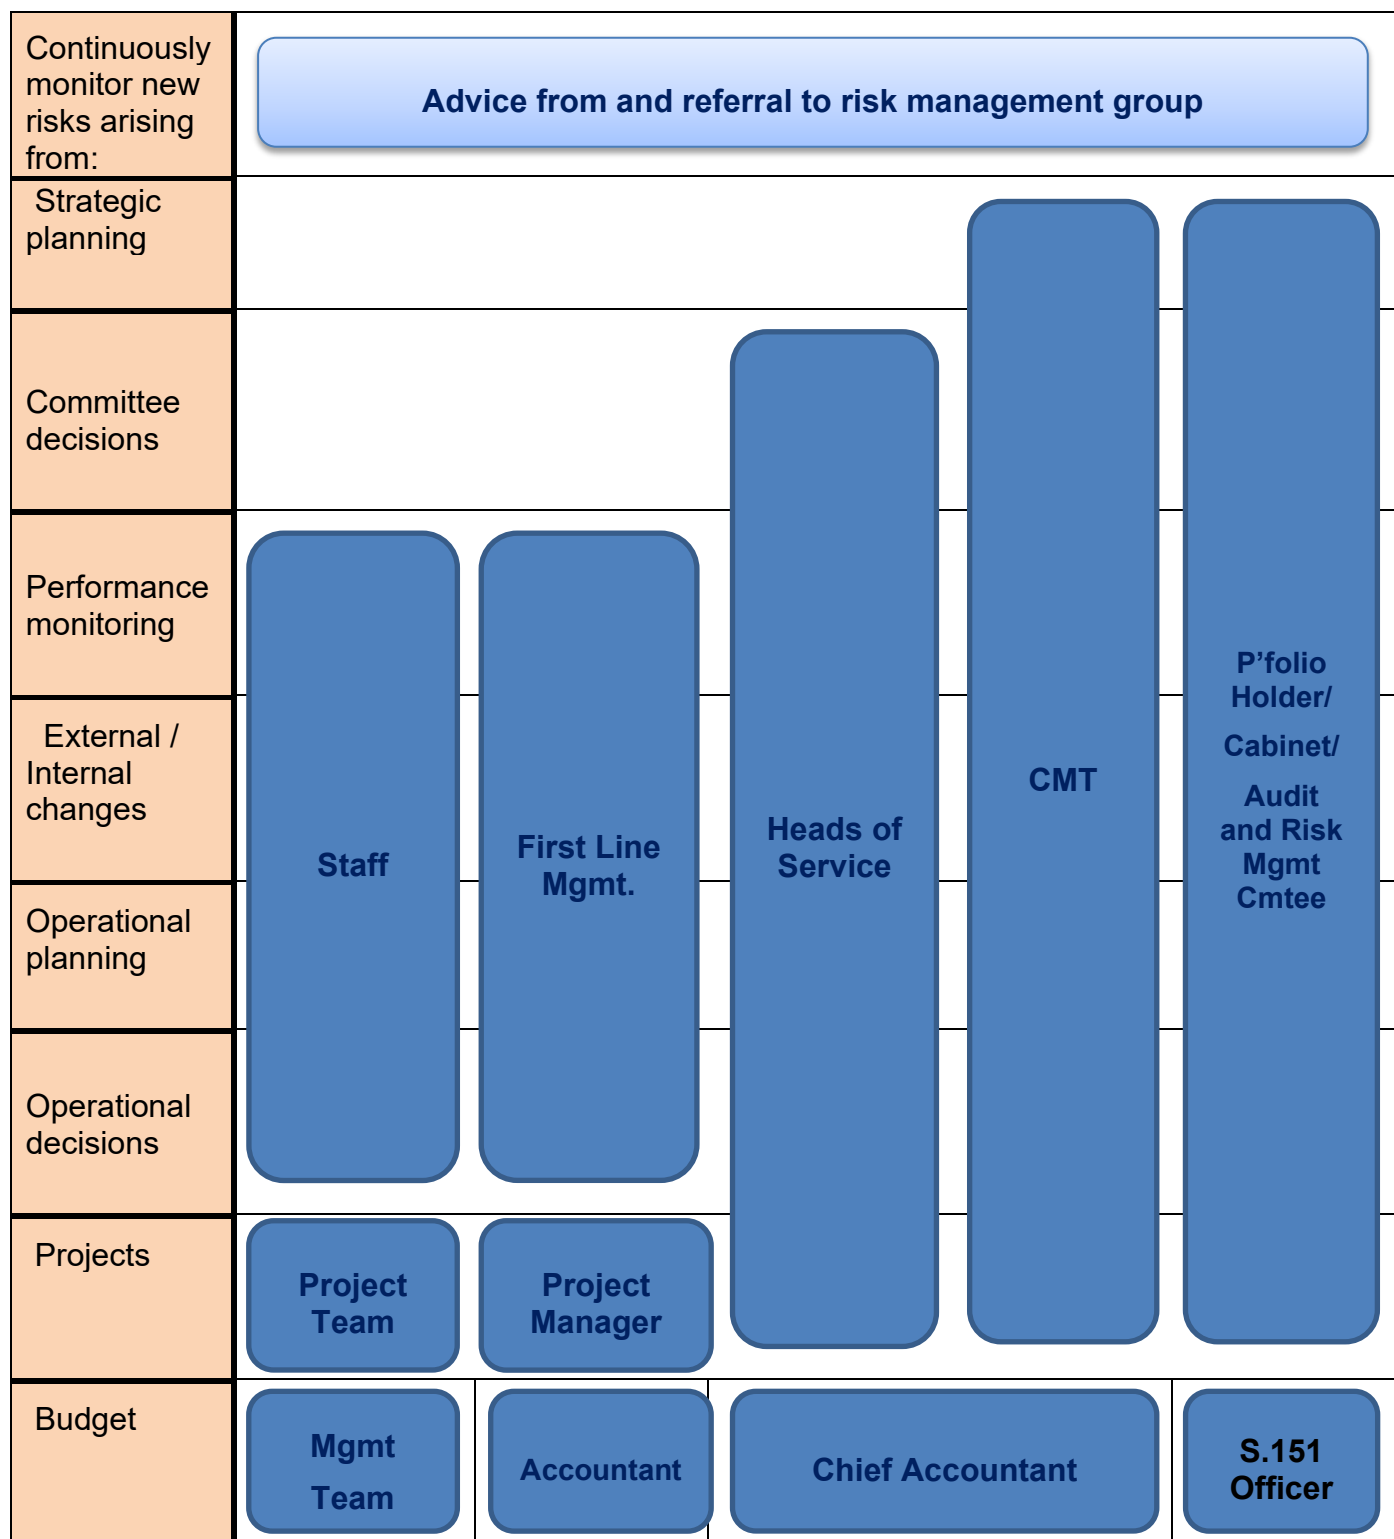 Continuously
monitor new
risks arising
from:
Advice from and referral to risk management group
Strategic
planning
Committee
decisions
Performance
monitoring
External /
Internal
changes
Operational
planning
Operational
decisions
Staff
First Line
Mgmt.
Heads of
Service
CMT
P’folio
Holder/
Cabinet/
Audit
and Risk
Mgmt
Cmtee
Projects
Project
Team
Project
Manager
Budget
Mgmt
Team
Accountant
Chief Accountant
S.151
Officer